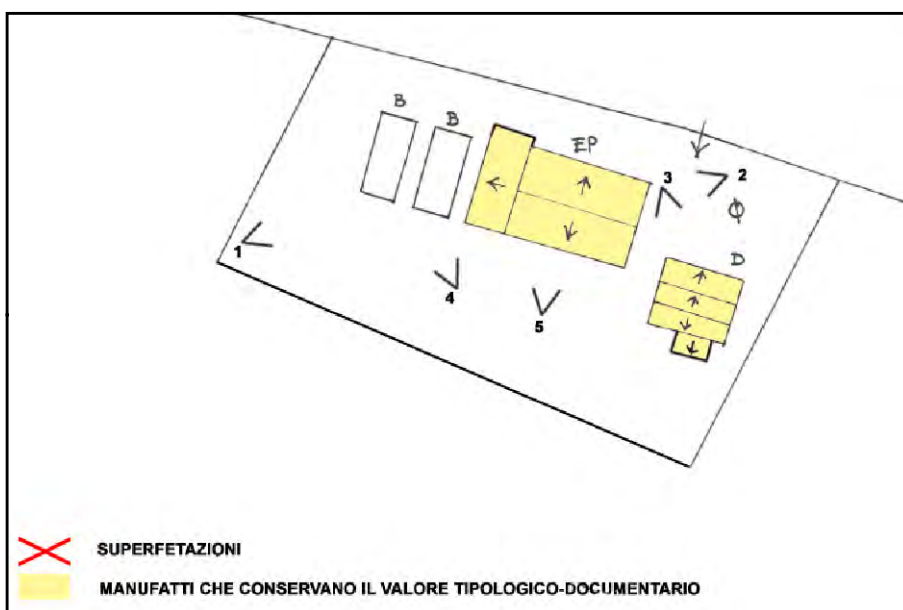 B
B
EP
3
2
φ
D
1
4
5
SUPERFETAZIONI
MANUFATTI CHE CONSERVANO IL VALORE TIPOLOGICO-DOCUMENTARIO